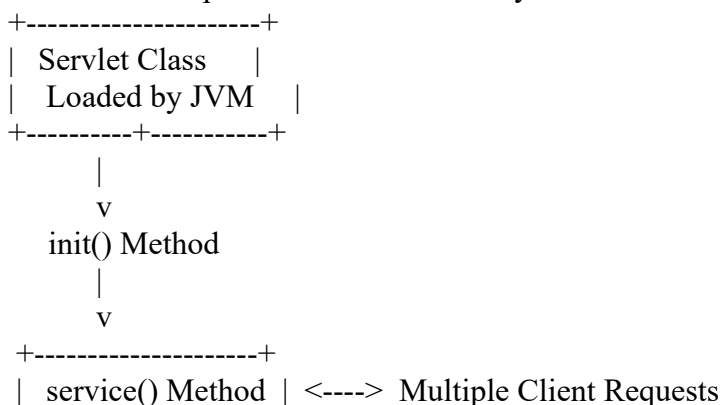 +----------------------+
|   Servlet Class     |
|    Loaded by JVM    |
+----------+-----------+
|
v
init() Method
|
v
+---------------------+
|   service() Method  | <----> Multiple Client Requests